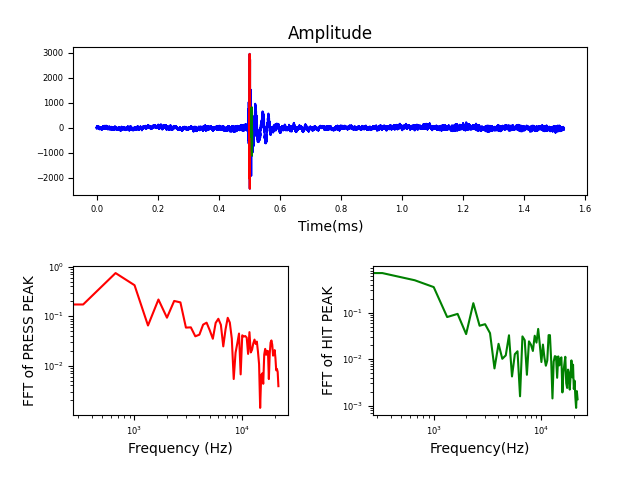 Amplitude
3000
2000
1000
0
−1000
−2000
0.0 0.2 0.4 0.6 0.8 1.0 1.2 1.4 1.6
Time(ms)
FFT of PRESS PEAK
10⁰
10⁻¹
10⁻²
10³ 10⁴
Frequency (Hz)
FFT of HIT PEAK
10⁻¹
10⁻²
10⁻³
10³ 10⁴
Frequency(Hz)